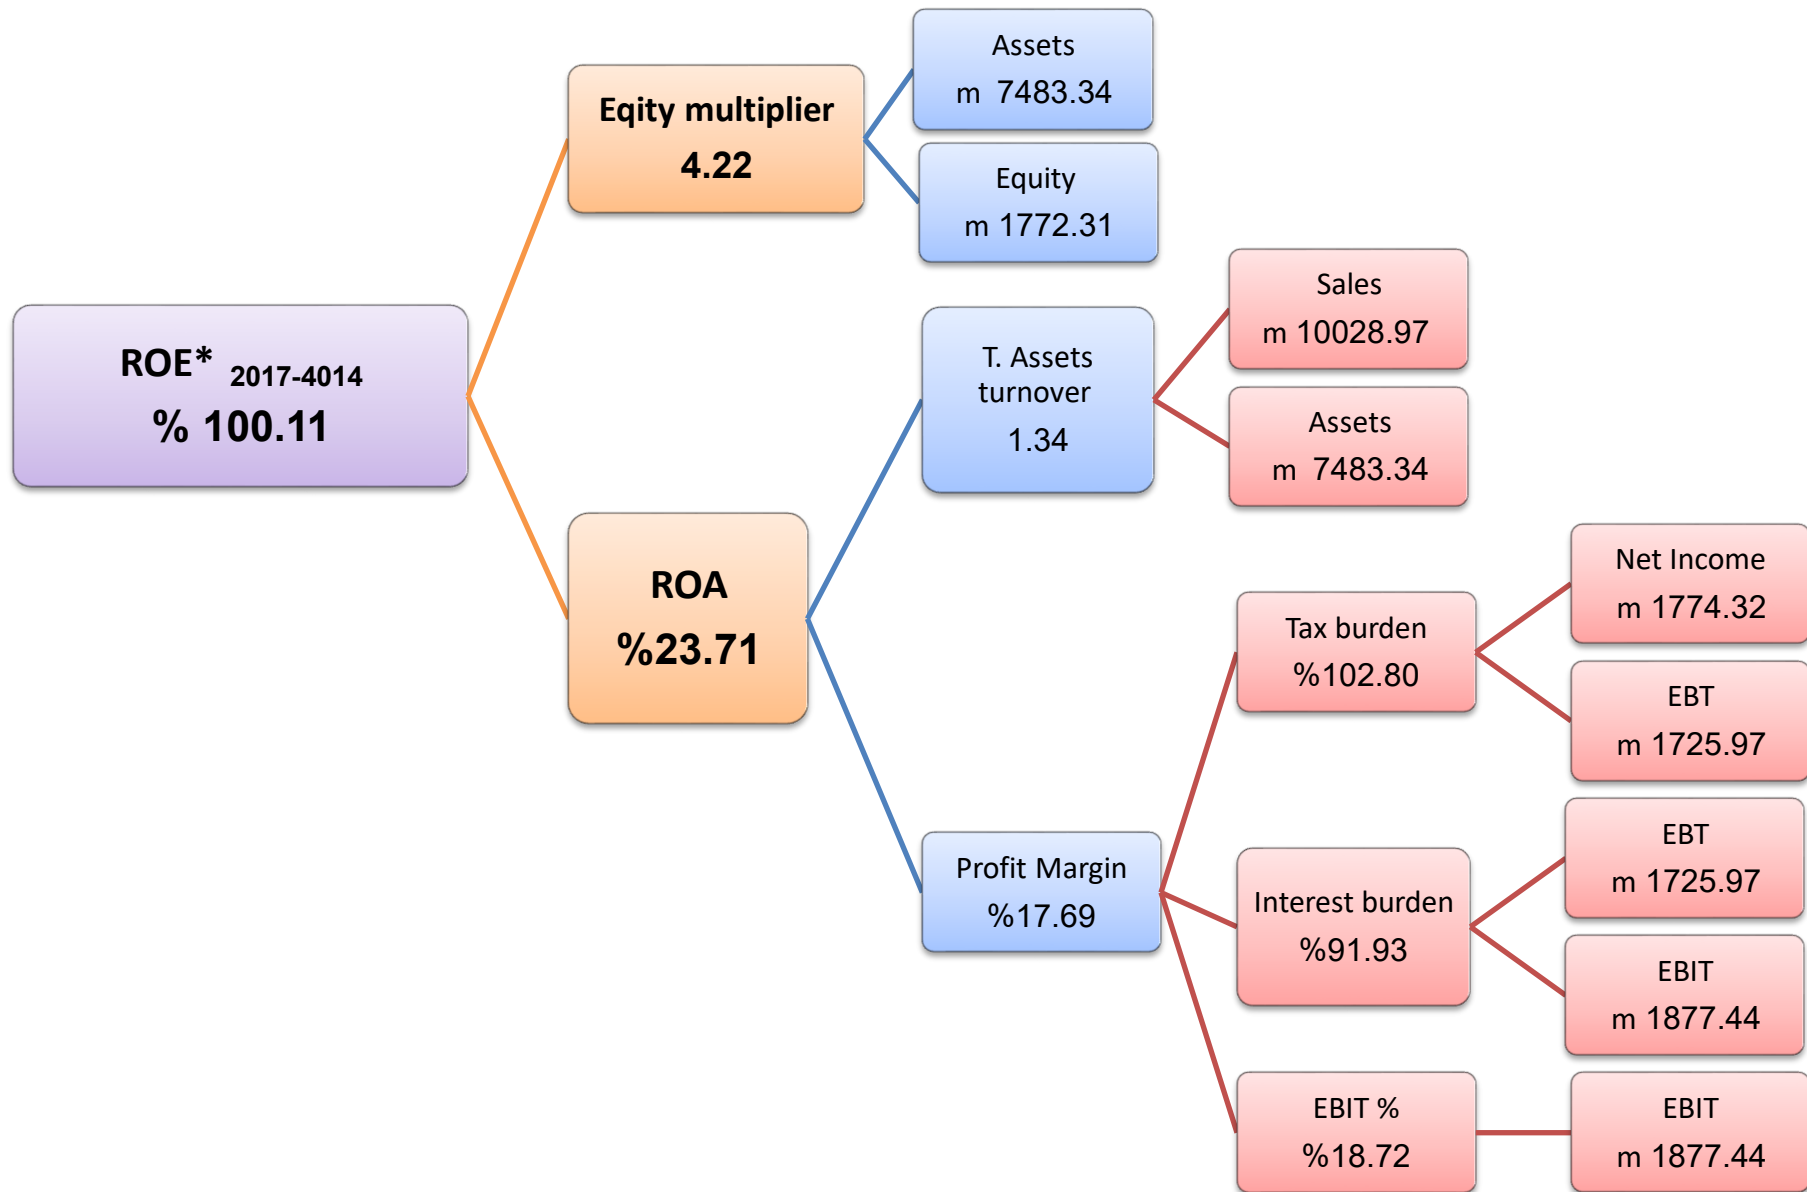 Assets
m 7483.34
Eqity multiplier
4.22
Equity
m 1772.31
Sales
m 10028.97
ROE* 2017-4014
% 100.11
T. Assets
turnover
1.34
Assets
m 7483.34
ROA
%23.71
Net Income
m 1774.32
Tax burden
%102.80
EBT
m 1725.97
Profit Margin
%17.69
EBT
m 1725.97
Interest burden
%91.93
EBIT
m 1877.44
EBIT %
%18.72
EBIT
m 1877.44